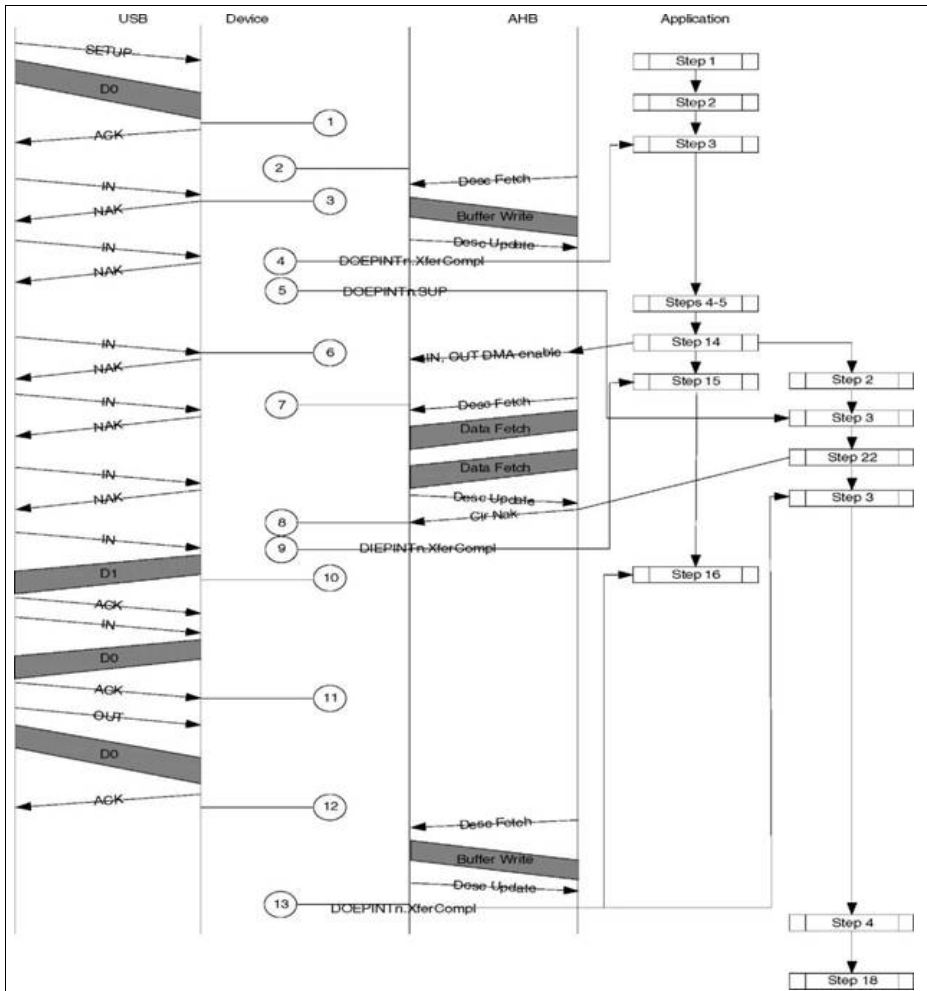 USB Device AHB Application
SETUP
Step 1
D0
Step 2
1
ACK
Step 3
2
Desc Fetch
IN
3
NAK
Buffer Write
IN
Desc Update
4
DOEPINTn.XferCompl
NAK
5
DOEPINTn.SUP
Steps 4-5
IN
6
IN, OUT DMA enable
Step 14
NAK
Step 15
Step 2
IN
7
Desc Fetch
Step 3
NAK
Data Fetch
Step 22
IN
Data Fetch
NAK
Desc Update
Step 3
Clr Nak
8
IN
9
DIEPINTn.XferCompl
D1
10
Step 16
ACK
IN
D0
ACK
11
OUT
D0
ACK
12
Desc Fetch
Buffer Write
Desc Update
13
DOEPINTn.XferCompl
Step 4
Step 18